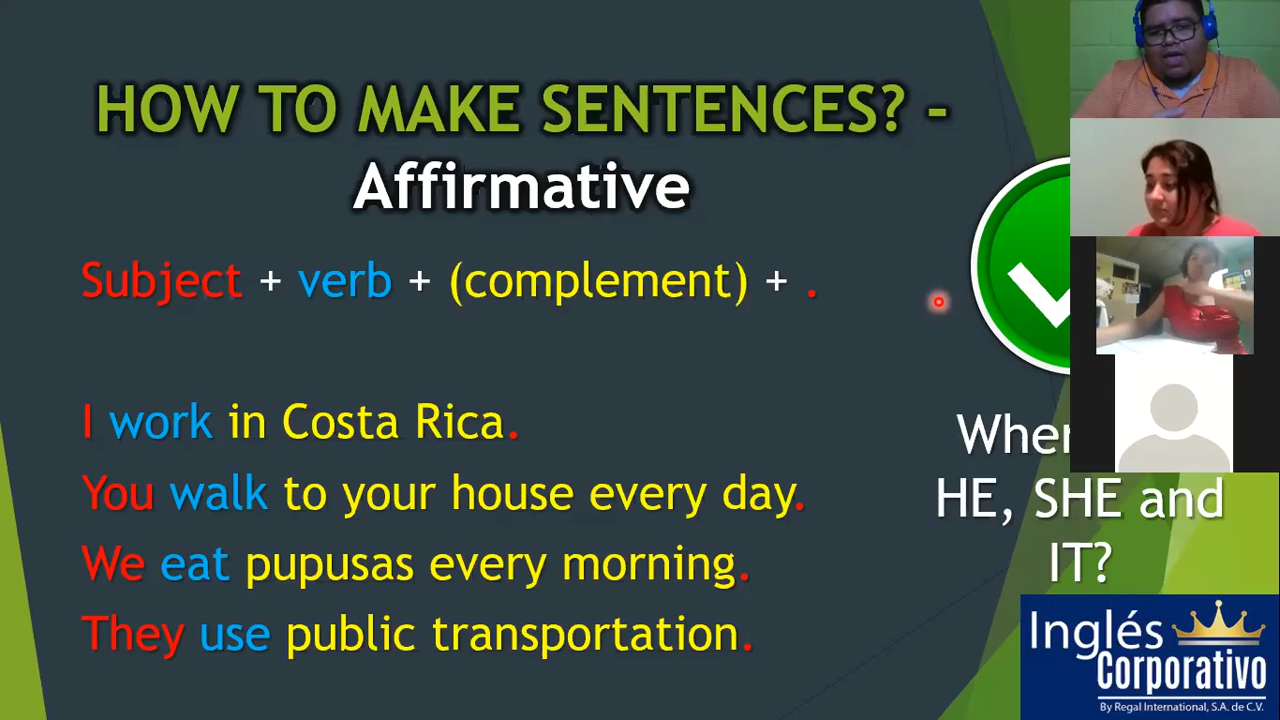 HOW TO MAKE SENTENCES? -
Affirmative
Subject + verb + (complement) + .
I work in Costa Rica.
You walk to your house every day.
We eat pupusas every morning.
They use public transportation.
HE, SHE and
IT?
Inglés
Corporativo
By Regal International, S.A. de C.V.